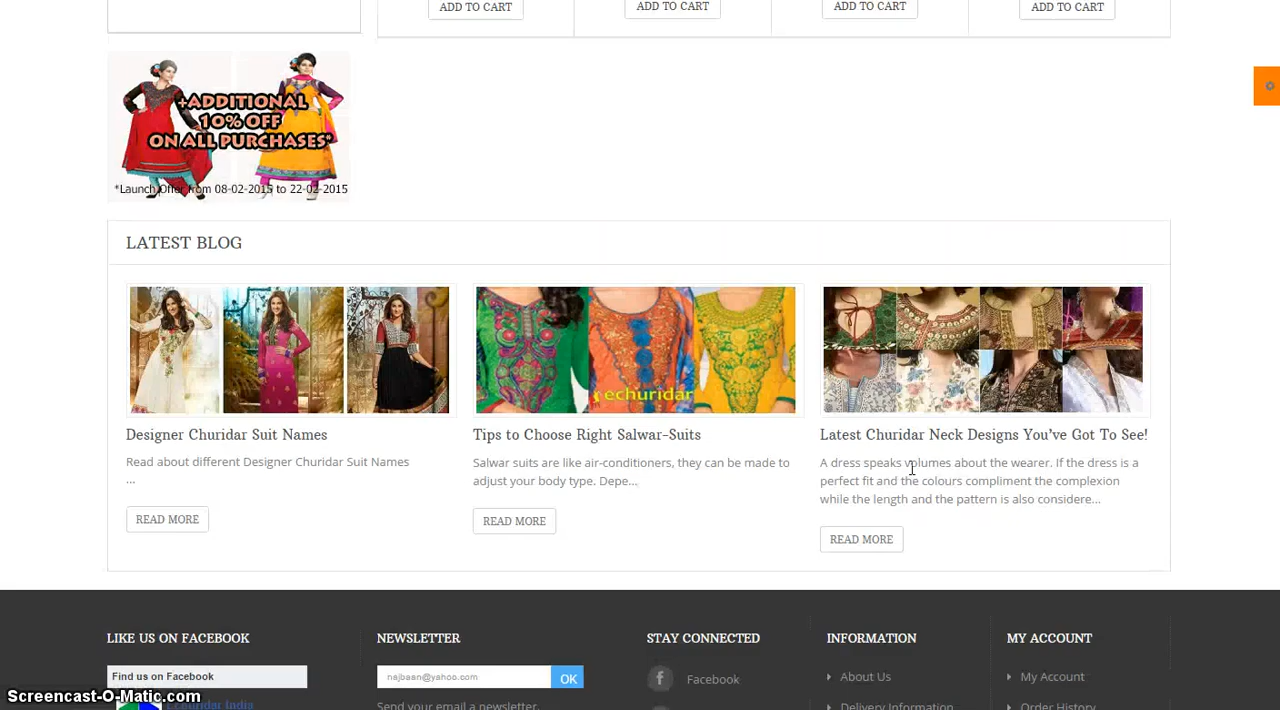 ADD TO CART
ADD TO CART
ADD TO CART
ADD TO CART
+ADDITIONAL
10% OFF
ON ALL PURCHASES*
*Launch Offer from 08-02-2015 to 22-02-2015
LATEST BLOG
echuridar
Designer Churidar Suit Names
Read about different Designer Churidar Suit Names
...
READ MORE
Tips to Choose Right Salwar-Suits
Salwar suits are like air-conditioners, they can be made to
adjust your body type. Depe...
READ MORE
Latest Churidar Neck Designs You’ve Got To See!
A dress speaks volumes about the wearer. If the dress is a
perfect fit and the colours compliment the complexion
while the length and the pattern is also considere...
READ MORE
LIKE US ON FACEBOOK
Find us on Facebook
Echuridar India
NEWSLETTER
najbaan@yahoo.com
OK
Send your email a newsletter.
STAY CONNECTED
Facebook
INFORMATION
About Us
Delivery Information
MY ACCOUNT
My Account
Order History
Screencast-O-Matic.com